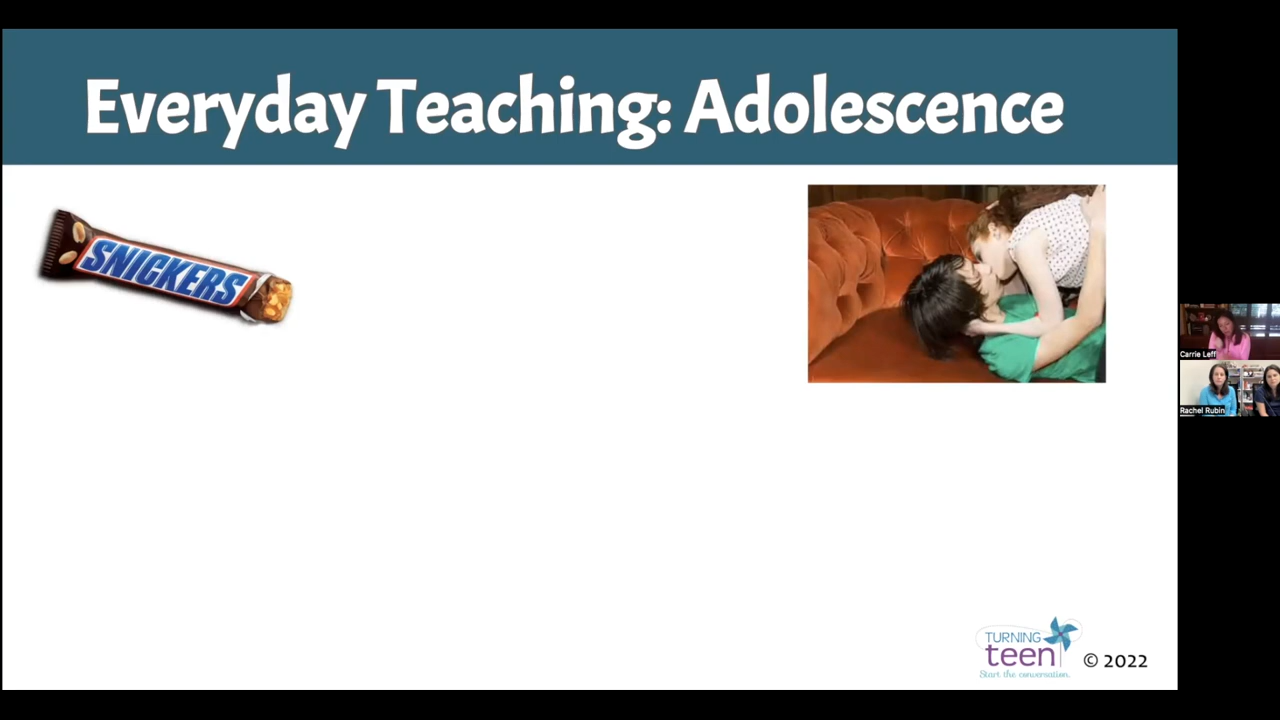 Everyday Teaching: Adolescence
SNICKERS
Carrie Leff
Rachel Rubin
TURNING
teen
Start the conversation.
© 2022